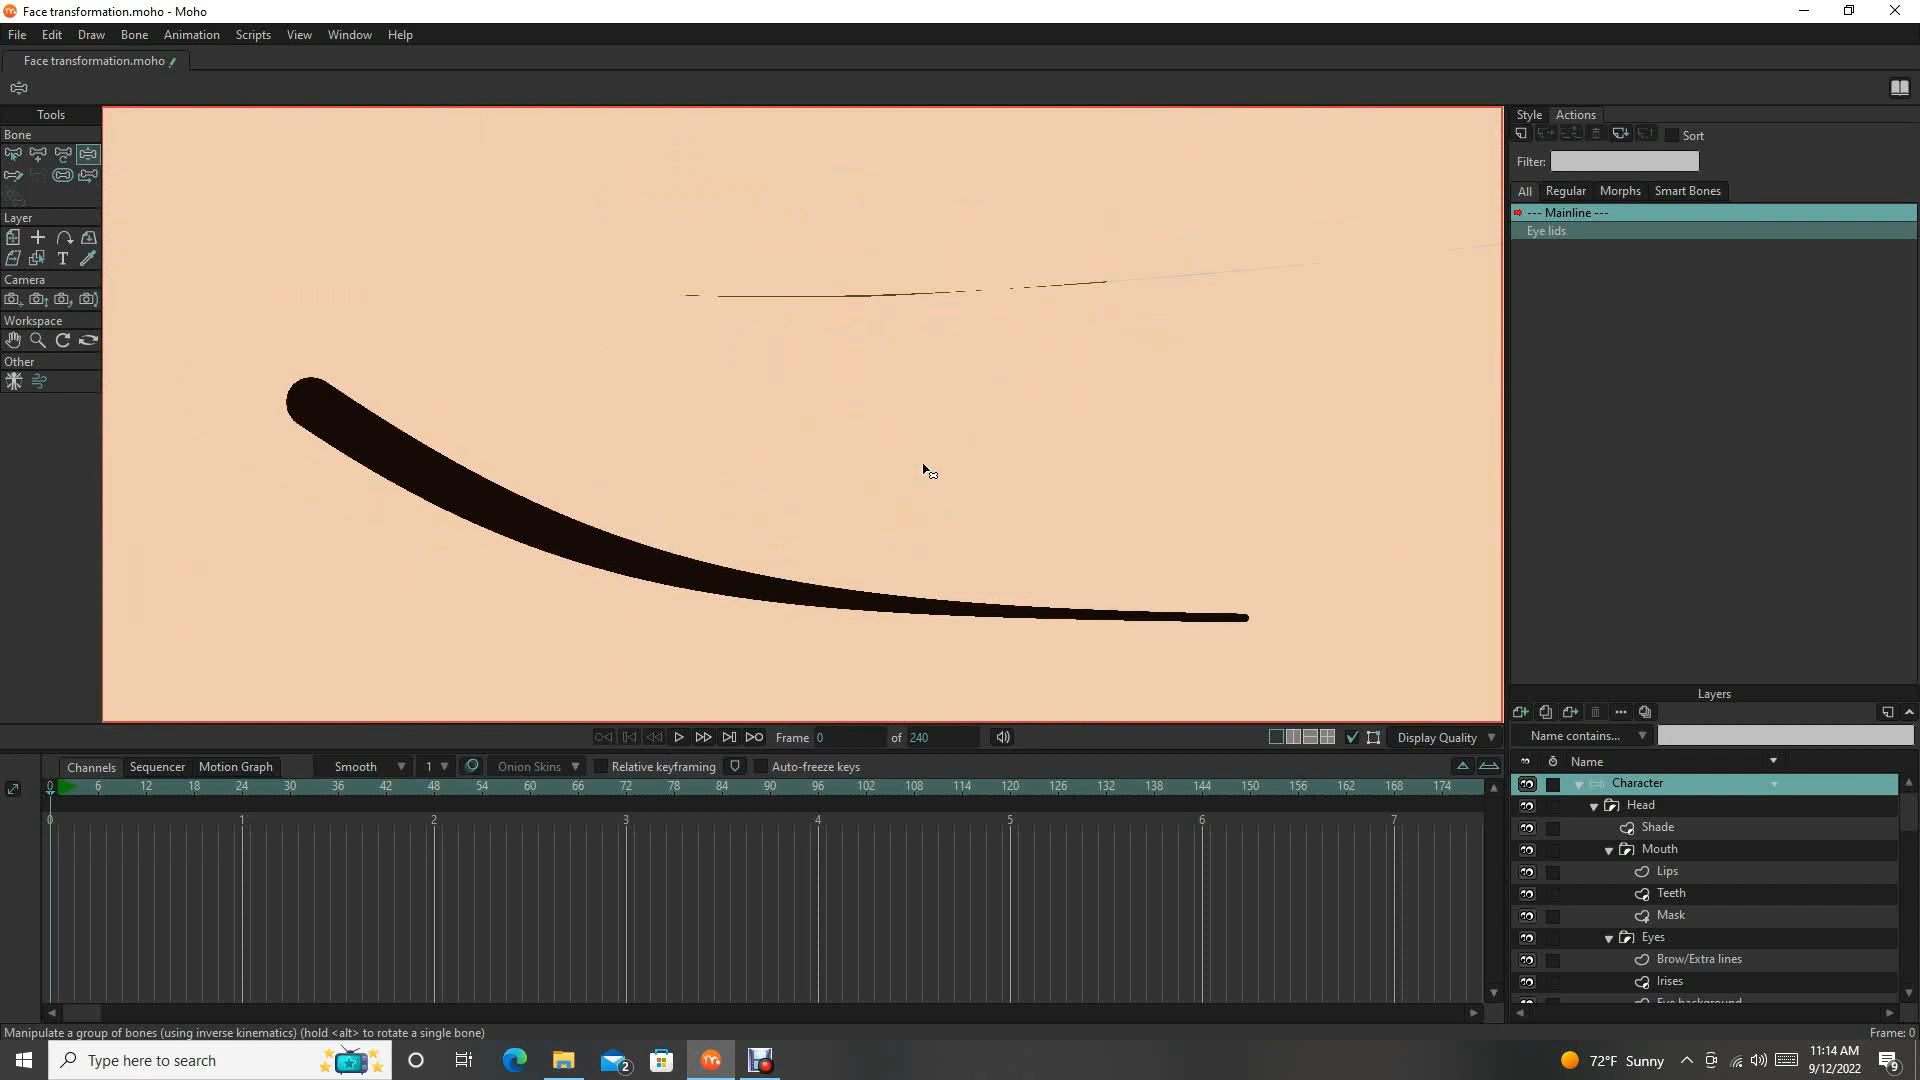 Face transformation.moho - Moho
File Edit Draw Bone Animation Scripts View Window Help
Face transformation.moho
Tools
Bone
Layer
T
Camera
Workspace
Other
Style Actions
Sort
Filter:
All Regular Morphs Smart Bones
--- Mainline ---
Eye lids
Layers
Name contains...
Name
Character
Head
Shade
Mouth
Lips
Teeth
Mask
Eyes
Brow/Extra lines
Irises
Eye background
Frame 0 of 240
Display Quality
Channels Sequencer Motion Graph Smooth 1 Onion Skins Relative keyframing Auto-freeze keys
0 6 12 18 24 30 36 42 48 54 60 66 72 78 84 90 96 102 108 114 120 126 132 138 144 150 156 162 168 174
0 1 2 3 4 5 6 7
Manipulate a group of bones (using inverse kinematics) (hold <alt> to rotate a single bone)
Frame: 0
Type here to search
2
72°F Sunny
11:14 AM
9/12/2022
9